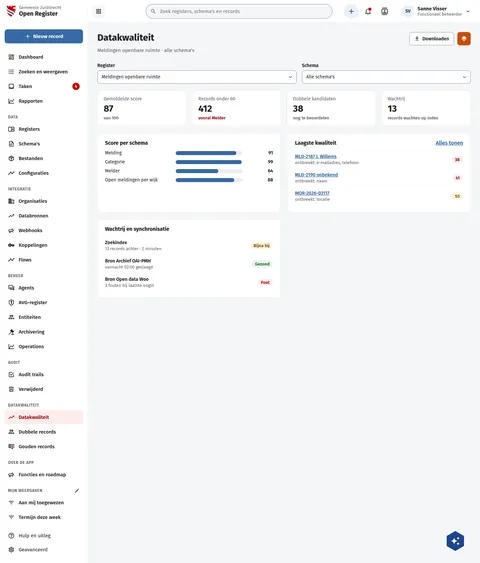 Gemeente Juinbrecht
Open Register
Zoek registers, schema's en records
SV
Sanne Visser
Functioneel beheerder
+ Nieuw record
Dashboard
Zoeken en weergaven
Taken
Rapporten
DATA
Registers
Schema's
Bestanden
Configuraties
INTEGRATIE
Organisaties
Databronnen
Webhooks
Koppelingen
Flows
BEHEER
Agents
AVG-register
Entiteiten
Archivering
Operations
AUDIT
Audit trails
Verwijderd
DATAKWALITEIT
Datakwaliteit
Dubbele records
Gouden records
OVER DE APP
Functies en roadmap
MIJN WEERGAVEN
Aan mij toegewezen
Termijn deze week
Hulp en uitleg
Geavanceerd
Datakwaliteit
Meldingen openbare ruimte · alle schema's
Downloaden
Register
Meldingen openbare ruimte
Schema
Alle schema's
Gemiddelde score
87
van 100
Records onder 60
412
vooral Melder
Dubbele kandidaten
38
nog te beoordelen
Wachtrij
13
records wachten op index
Score per schema
Melding 91
Categorie 99
Melder 64
Open meldingen per wijk 88
Laagste kwaliteit
Alles tonen
MLD-2187 J. Willems
ontbreekt: e-mailadres, telefoon
38
MLD-2190 onbekend
ontbreekt: naam
41
MOR-2026-03117
ontbreekt: locatie
Wachtrij en synchronisatie
Zoekindex
13 records achter · 2 minuten
Bijna bij
Bron Archief OAI-PMH
vannacht 02:00 geslaagd
Gezond
Bron Open data Woo
3 fouten bij laatste oogst
Fout